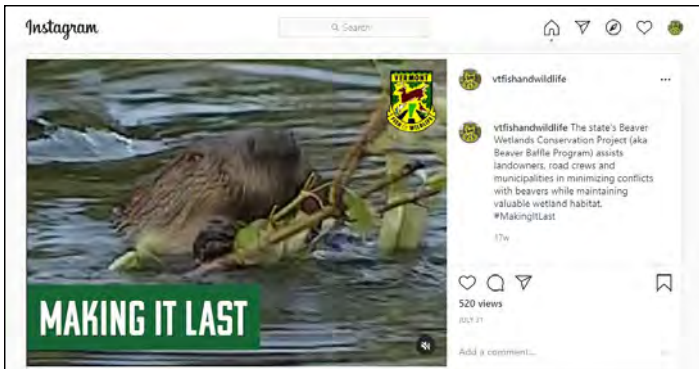 Instagram
Search
VERMONT
FISH & WILDLIFE
MAKING IT LAST
vtfishandwildlife
vtfishandwildlife The state's Beaver
Wetlands Conservation Project (aka
Beaver Baffle Program) assists
landowners, road crews and
municipalities in minimizing conflicts
with beavers while maintaining
valuable wetland habitat.
#MakingItLast
17w
520 views
JULY 21
Add a comment...